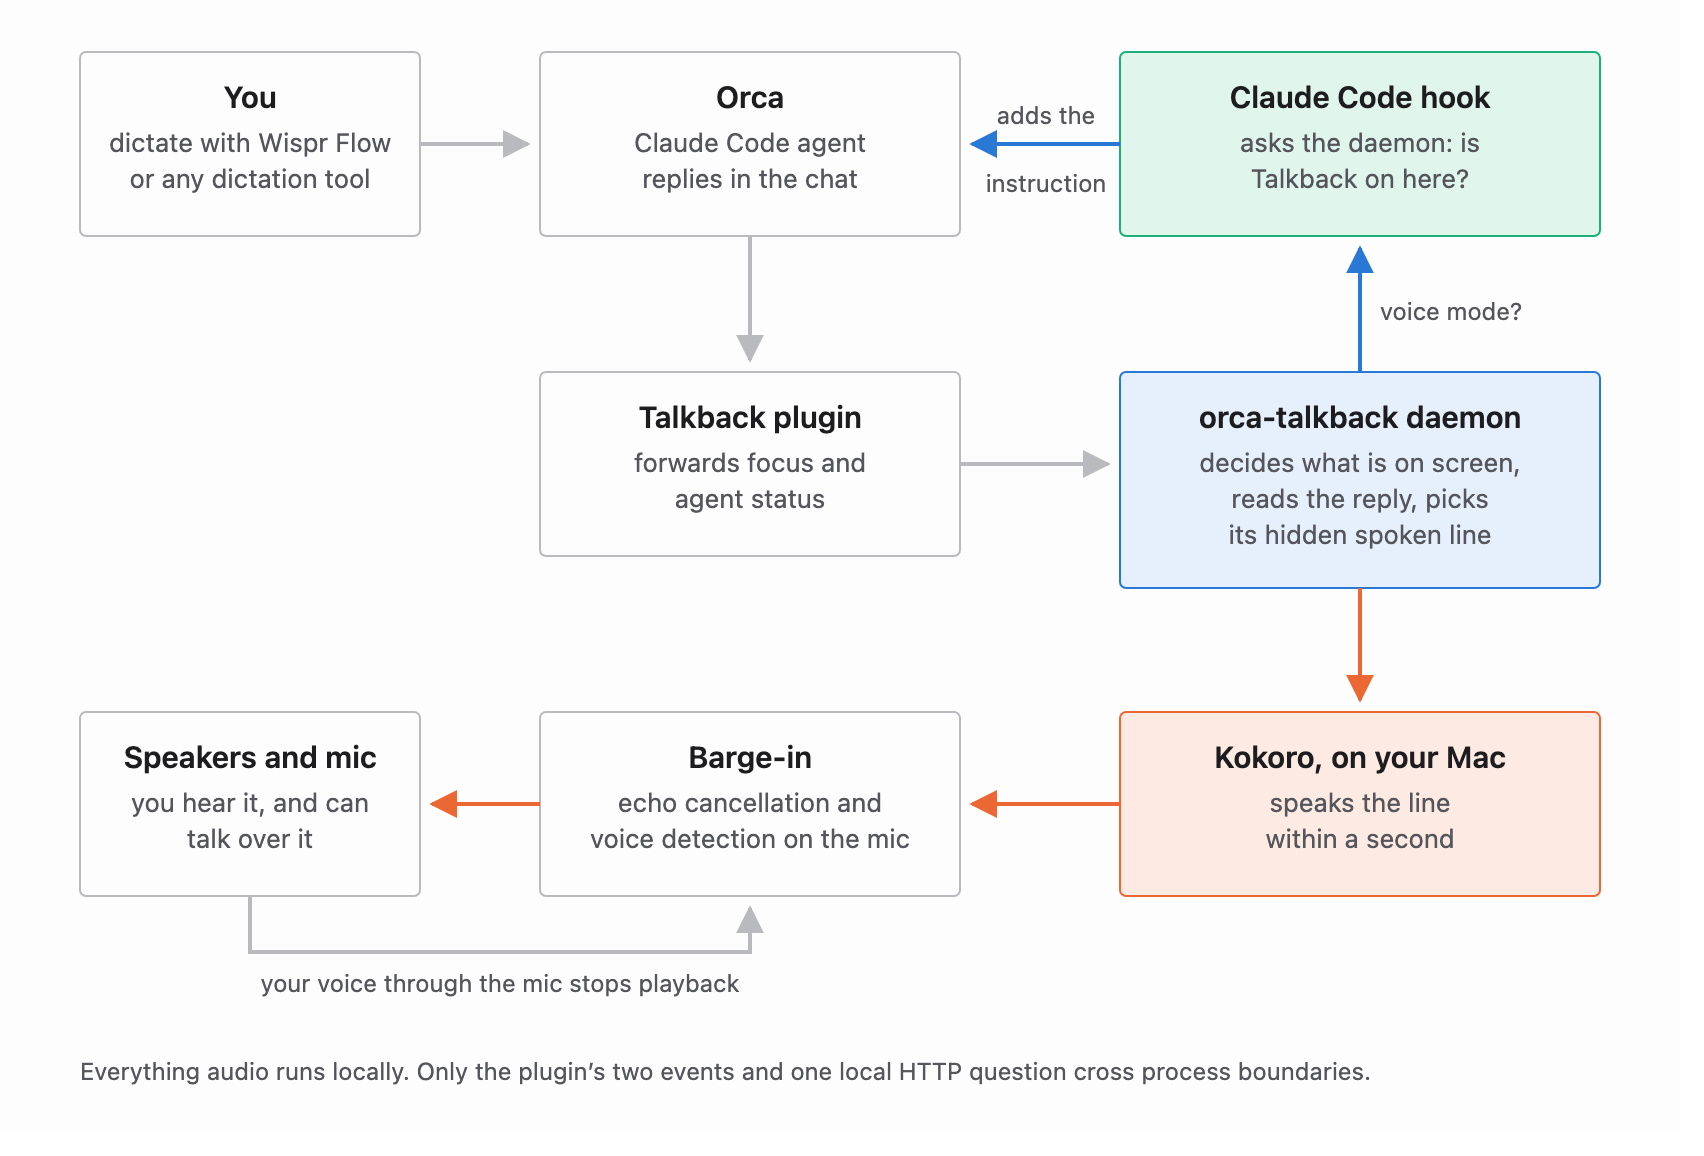 You
dictate with Wispr Flow
or any dictation tool
Orca
Claude Code agent
replies in the chat
adds the
instruction
Claude Code hook
asks the daemon: is
Talkback on here?
voice mode?
Talkback plugin
forwards focus and
agent status
orca-talkback daemon
decides what is on screen,
reads the reply, picks
its hidden spoken line
Speakers and mic
you hear it, and can
talk over it
Barge-in
echo cancellation and
voice detection on the mic
Kokoro, on your Mac
speaks the line
within a second
your voice through the mic stops playback
Everything audio runs locally. Only the plugin’s two events and one local HTTP question cross process boundaries.